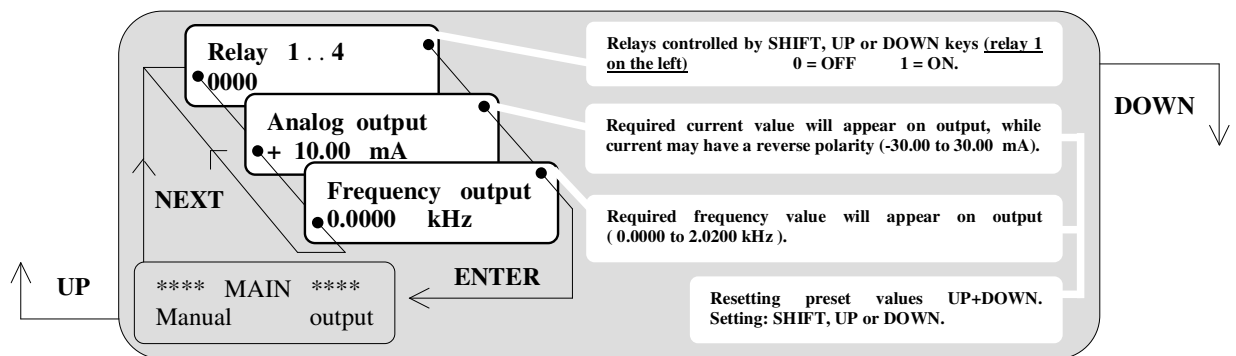 Relay 1 . . 4
0000
Relays controlled by SHIFT, UP or DOWN keys (relay 1
on the left) 0 = OFF 1 = ON.
DOWN
Analog output
+ 10.00 mA
Required current value will appear on output, while
current may have a reverse polarity (-30.00 to 30.00 mA).
NEXT
Frequency output
0.0000 kHz
Required frequency value will appear on output
( 0.0000 to 2.0200 kHz ).
UP
**** MAIN ****
Manual output
ENTER
Resetting preset values UP+DOWN.
Setting: SHIFT, UP or DOWN.